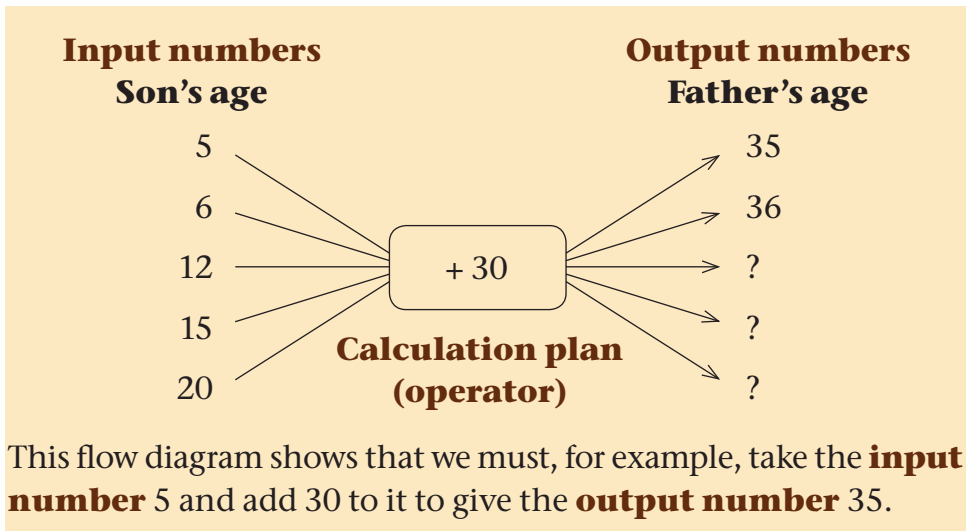 Input numbers
Son’s age
Output numbers
Father’s age
5
35
6
36
12
+ 30
?
15
?
20
?
Calculation plan
(operator)
This flow diagram shows that we must, for example, take the input
number 5 and add 30 to it to give the output number 35.